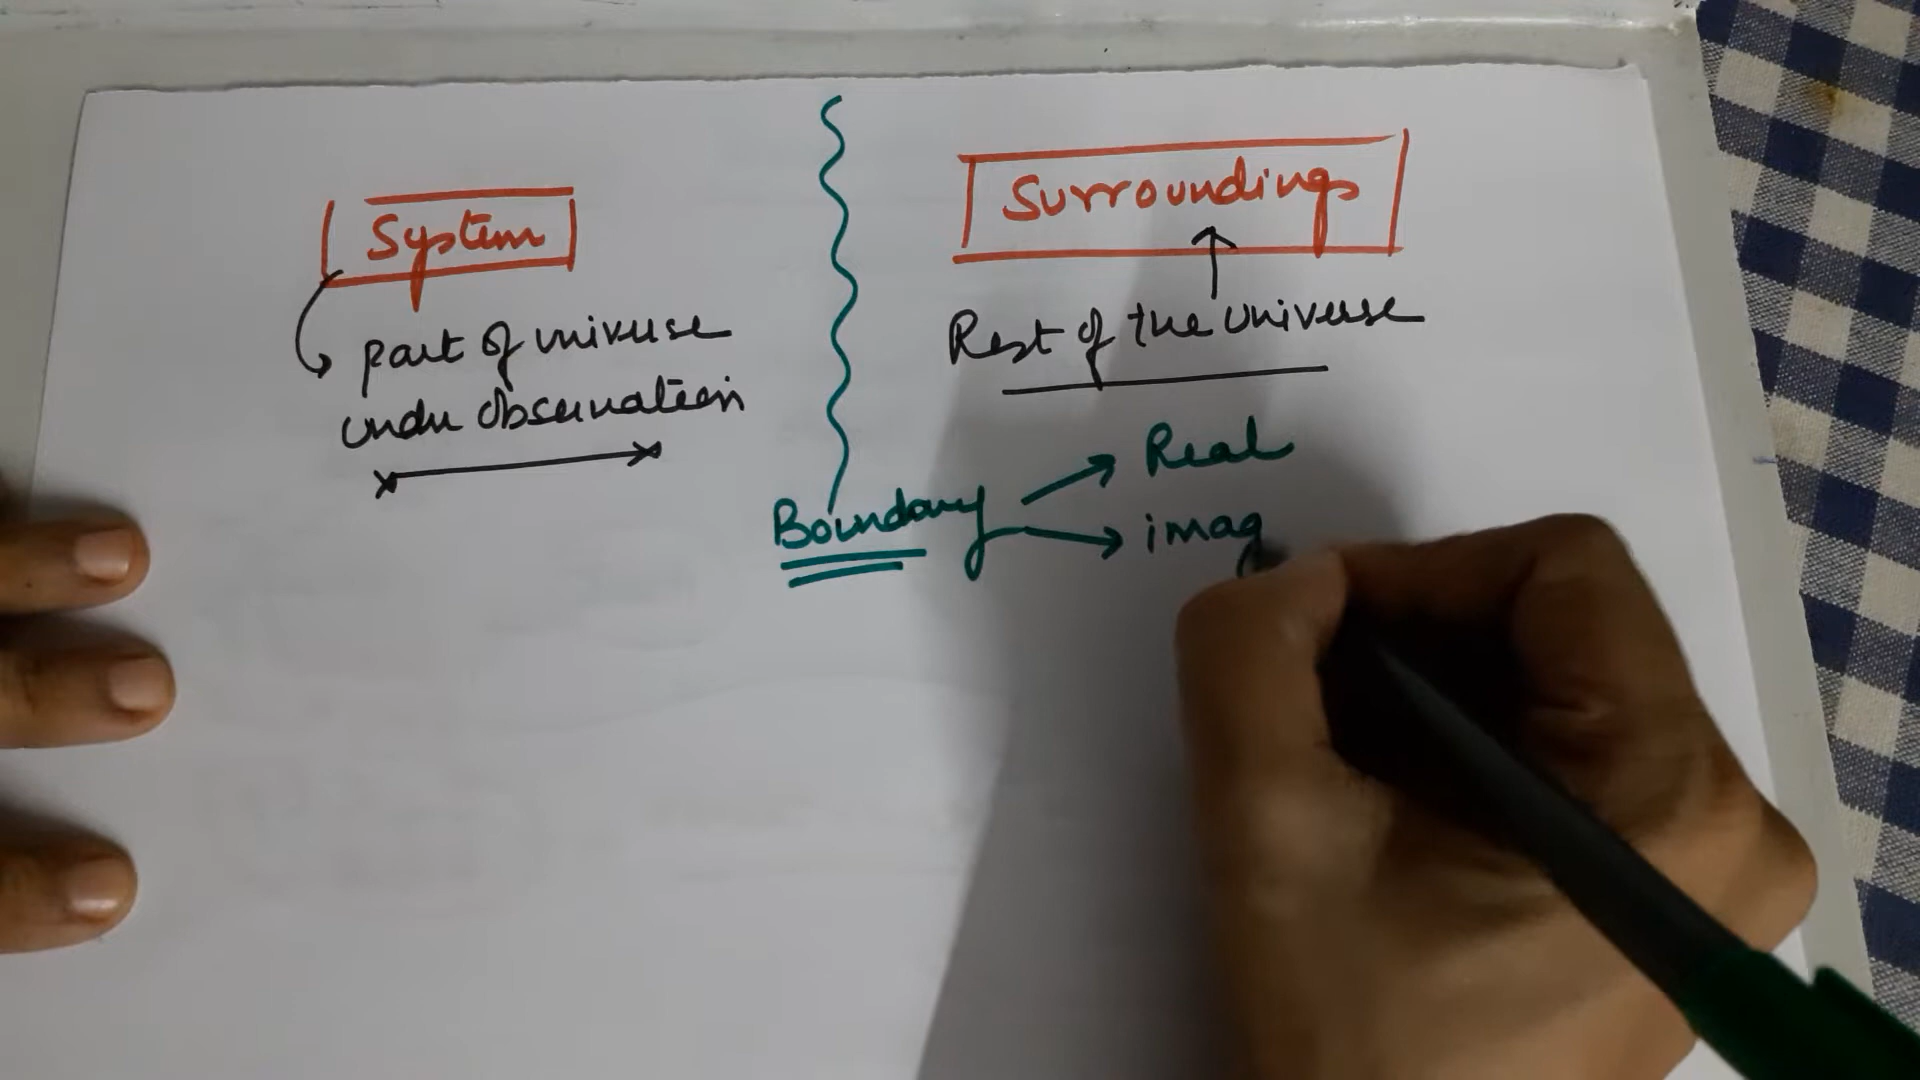 System
part of universe
under observation
Surroundings
Rest of the universe
Boundary
Real
imag